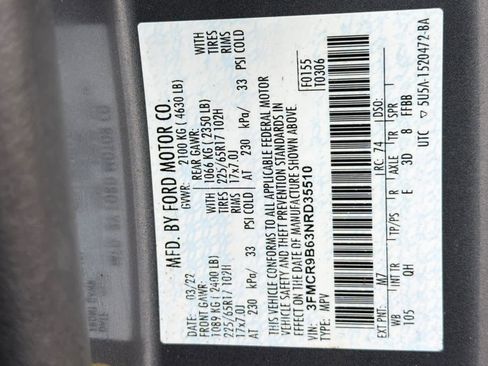 MFD. BY FORD MOTOR CO.
03/22
GVWR:
2100 KG ( 4630 LB)
FRONT GAWR:
1089 KG ( 2400 LB)
225/65R17 102H
17x7.0J
AT 230 kPa/ 33
REAR GAWR:
1066 KG ( 2350 LB)
225/65R17 102H
17x7.0J
AT 230 kPa/ 33
WITH
TIRES
RIMS
PSI COLD
WITH
TIRES
RIMS
PSI COLD
THIS VEHICLE CONFORMS TO ALL APPLICABLE FEDERAL MOTOR
VEHICLE SAFETY AND THEFT PREVENTION STANDARDS IN
EFFECT ON THE DATE OF MANUFACTURE SHOWN ABOVE.
VIN: 3FMCR9B63NRD35510
TYPE: MPV
F0155
T0306
EXT PNT: M7
RC: 74 DSO:
WB INT TR TP/PS R AXLE TR SPR
105 QH E 3D 8 FFBB
UTC 5U5A-1520472-BA